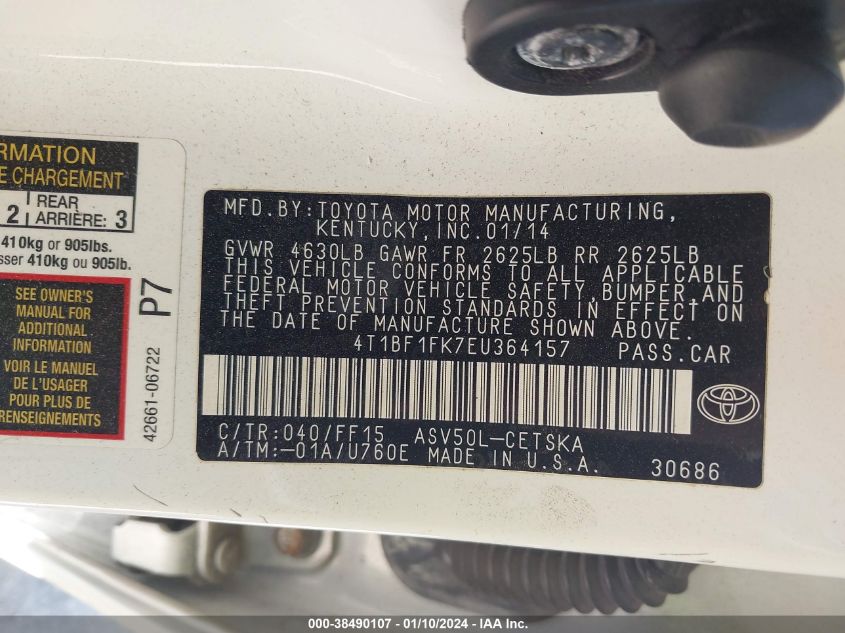 RMATION
E CHARGEMENT
2 REAR
ARRIÈRE: 3
410kg or 905lbs.
sser 410kg ou 905lb.
SEE OWNER'S
MANUAL FOR
ADDITIONAL
INFORMATION
VOIR LE MANUEL
DE L'USAGER
POUR PLUS DE
RENSEIGNEMENTS
P7
42661-06722
MFD.BY:TOYOTA MOTOR MANUFACTURING,
KENTUCKY,INC.01/14
GVWR 4630LB GAWR FR 2625LB RR 2625LB
THIS VEHICLE CONFORMS TO ALL APPLICABLE
FEDERAL MOTOR VEHICLE SAFETY,BUMPER,AND
THEFT PREVENTION STANDARDS IN EFFECT ON
THE DATE OF MANUFACTURE SHOWN ABOVE.
4T1BF1FK7EU364157 PASS.CAR
C/TR:040/FF15 ASV50L-CETSKA
A/TM:-01A/U760E MADE IN U.S.A. 30686
000-38490107 - 01/10/2024 - IAA Inc.